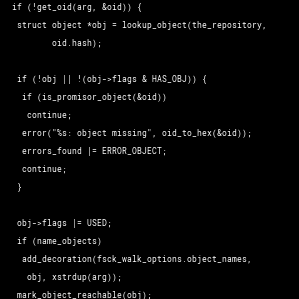 if (!get_oid(arg, &oid)) {
struct object *obj = lookup_object(the_repository,
oid.hash);
if (!obj || !(obj->flags & HAS_OBJ)) {
if (is_promisor_object(&oid))
continue;
error("%s: object missing", oid_to_hex(&oid));
errors_found |= ERROR_OBJECT;
continue;
}
obj->flags |= USED;
if (name_objects)
add_decoration(fsck_walk_options.object_names,
obj, xstrdup(arg));
mark_object_reachable(obj);